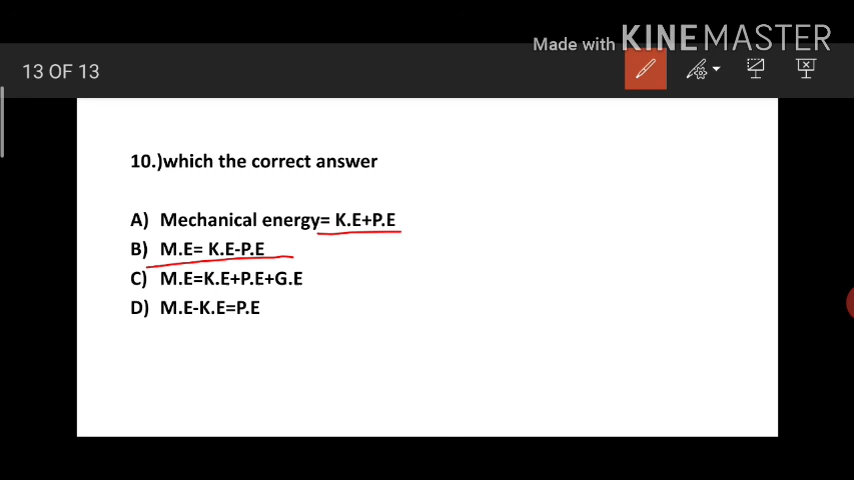 Made with KINEMASTER
13 OF 13
10.)which the correct answer
A) Mechanical energy= K.E+P.E
B) M.E= K.E-P.E
C) M.E=K.E+P.E+G.E
D) M.E-K.E=P.E